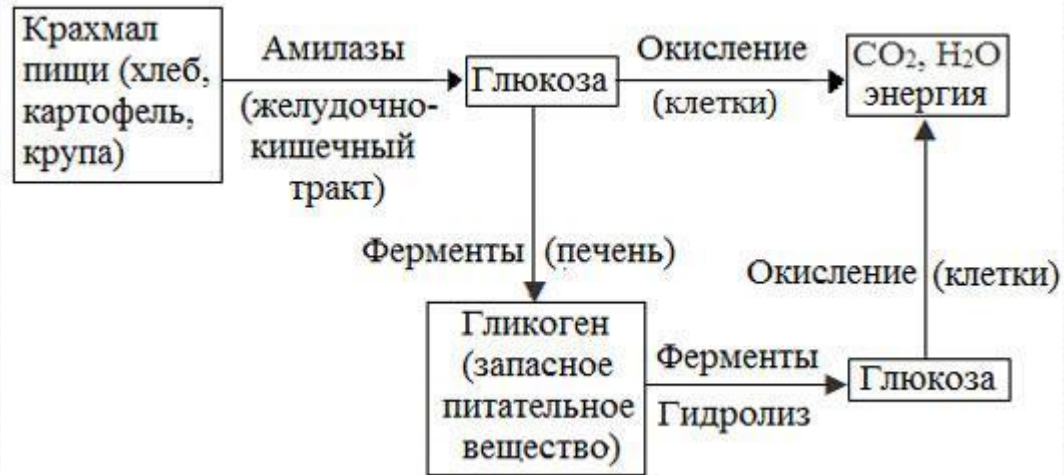 Крахмал
пищи (хлеб,
картофель,
крупа)
Амилазы
(желудочно-
кишечный
тракт)
Глюкоза
Окисление
(клетки)
CO₂, H₂O
энергия
Ферменты (печень)
Окисление (клетки)
Гликоген
(запасное
питательное
вещество)
Ферменты
Гидролиз
Глюкоза